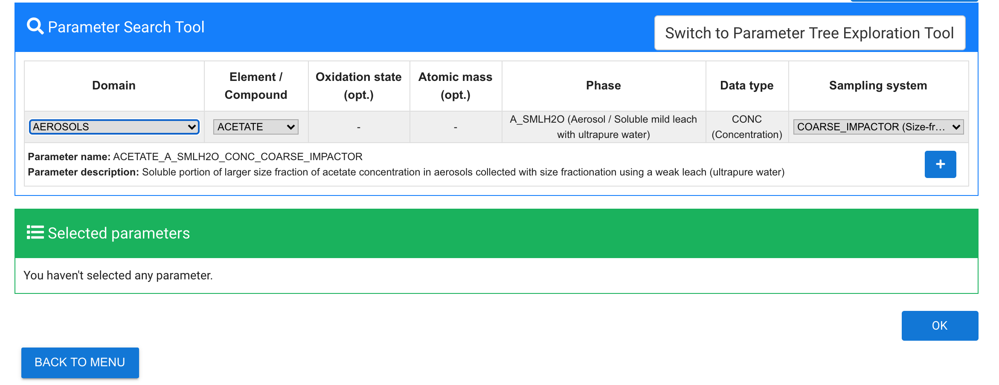 Parameter Search Tool
Switch to Parameter Tree Exploration Tool
Domain
Element /
Compound
Oxidation state
(opt.)
Atomic mass
(opt.)
Phase
Data type
Sampling system
AEROSOLS
ACETATE
-
-
A_SMLH2O (Aerosol / Soluble mild leach
with ultrapure water)
CONC
(Concentration)
COARSE_IMPACTOR (Size-fr...
Parameter name: ACETATE_A_SMLH2O_CONC_COARSE_IMPACTOR
Parameter description: Soluble portion of larger size fraction of acetate concentration in aerosols collected with size fractionation using a weak leach (ultrapure water)
+
Selected parameters
You haven't selected any parameter.
OK
BACK TO MENU